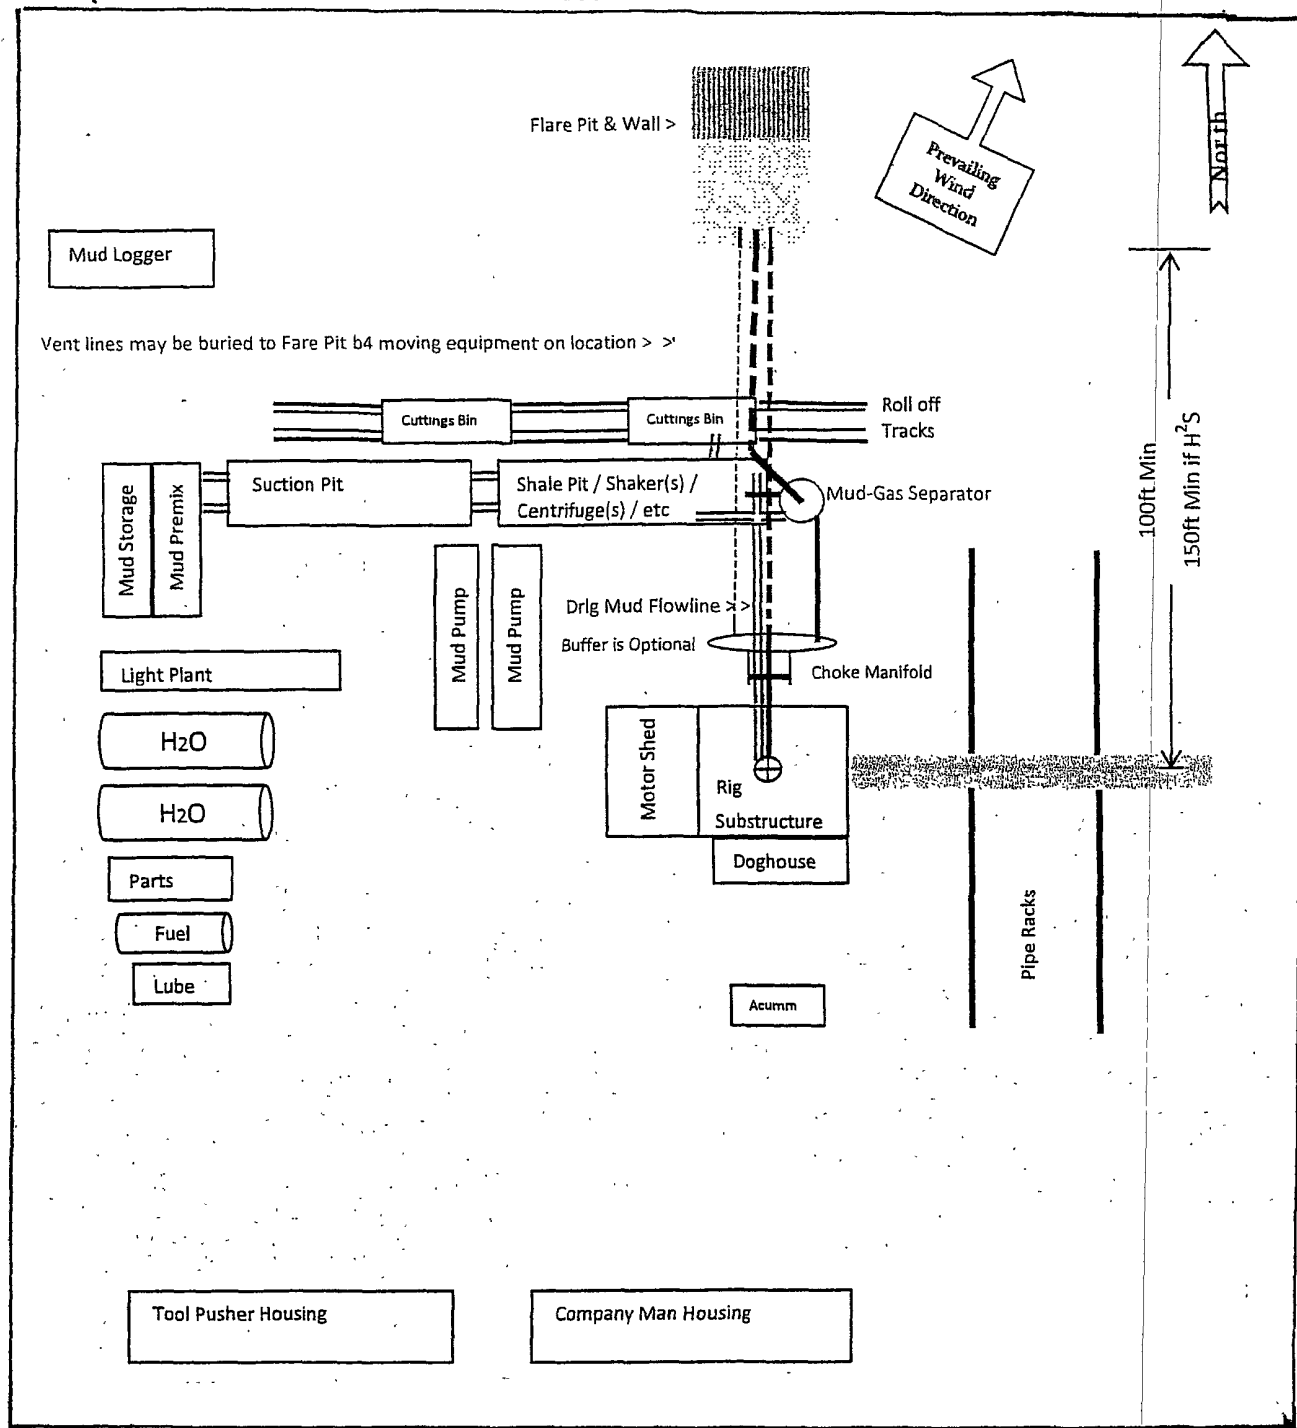 North
Flare Pit & Wall >
Prevailing
Wind
Direction
Mud Logger
Vent lines may be buried to Fare Pit b4 moving equipment on location > >
Cuttings Bin
Cuttings Bin
Roll off
Tracks
100ft Min
150ft Min if H²S
Mud Storage
Mud Premix
Suction Pit
Shale Pit / Shaker(s) /
Centrifuge(s) / etc
Mud-Gas Separator
Mud Pump
Mud Pump
Drlg Mud Flowline > >
Buffer is Optional
Choke Manifold
Light Plant
H2O
H2O
Motor Shed
Rig
Substructure
Doghouse
Parts
Fuel
Lube
Pipe Racks
Acumm
Tool Pusher Housing
Company Man Housing